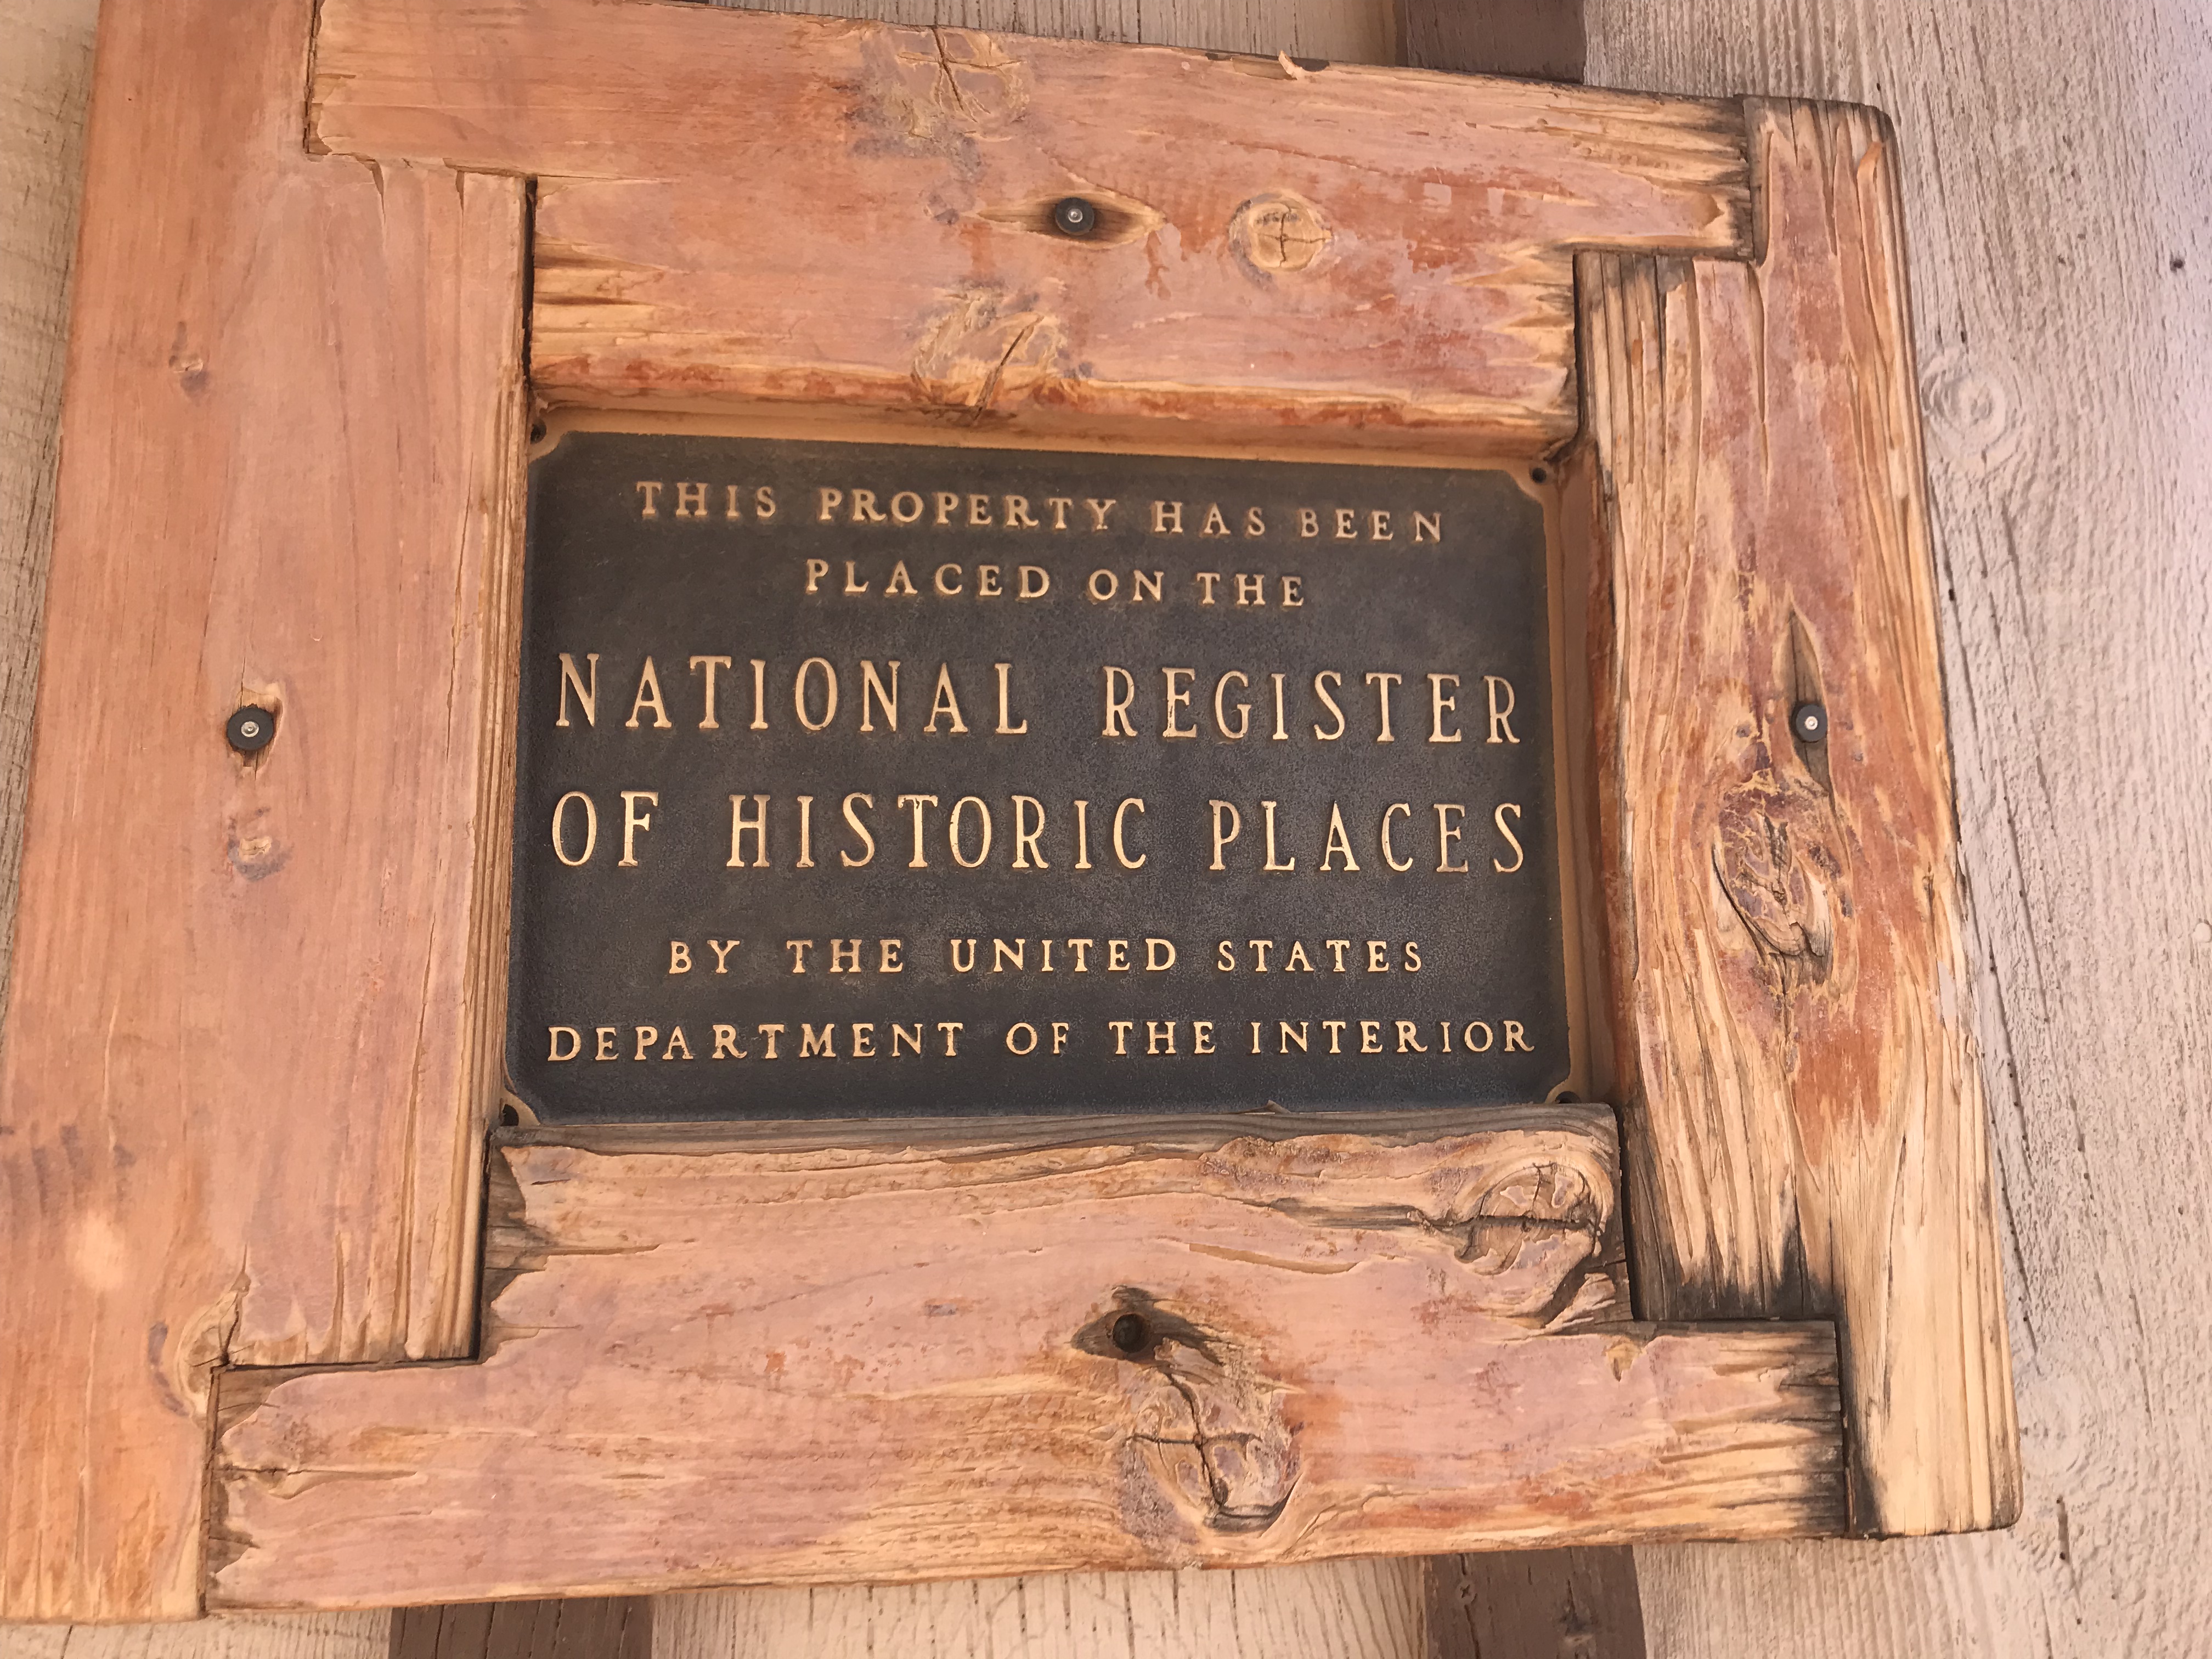 THIS PROPERTY HAS BEEN
PLACED ON THE
NATIONAL REGISTER
OF HISTORIC PLACES
BY THE UNITED STATES
DEPARTMENT OF THE INTERIOR